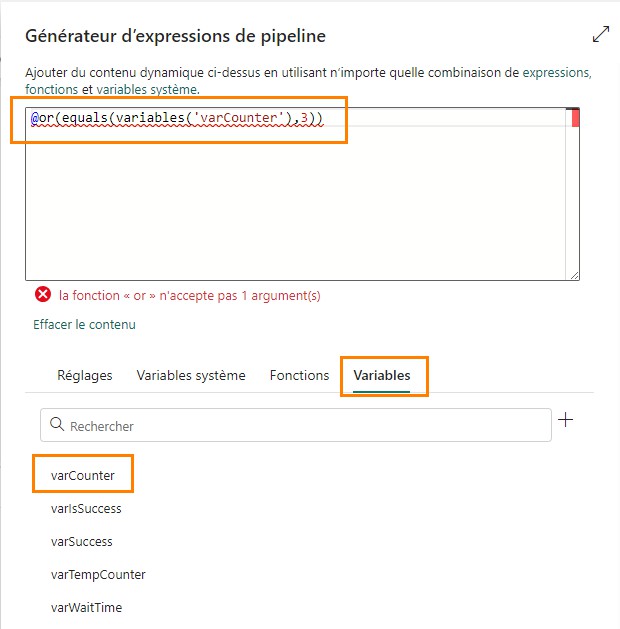 Générateur d’expressions de pipeline
Ajouter du contenu dynamique ci-dessus en utilisant n’importe quelle combinaison de expressions,
fonctions et variables système.
@or(equals(variables('varCounter'),3))
la fonction « or » n'accepte pas 1 argument(s)
Effacer le contenu
Réglages Variables système Fonctions Variables
Rechercher
varCounter
varIsSuccess
varSuccess
varTempCounter
varWaitTime